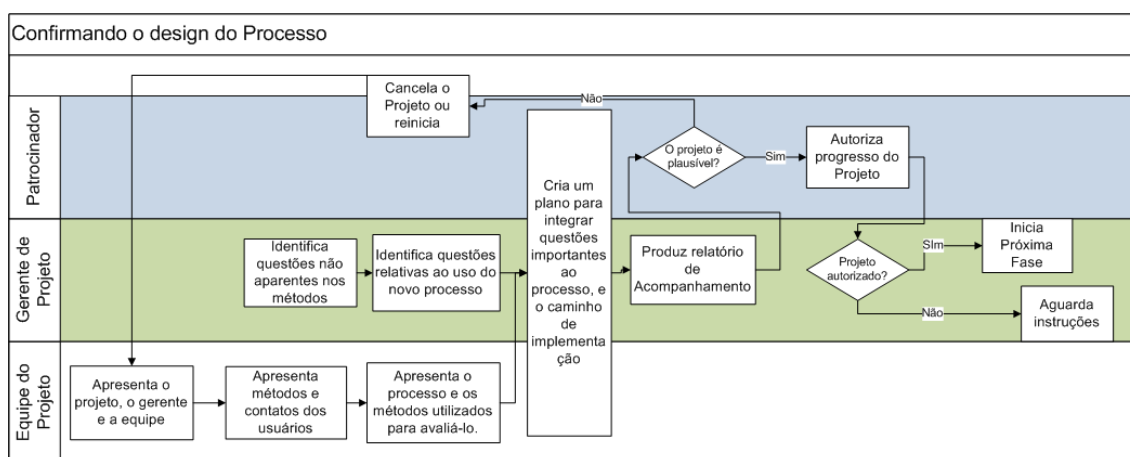 Confirmando o design do Processo
Patrocinador
Cancela o
Projeto ou
reinicia
Não
O projeto é
plausível?
Sim
Autoriza
progresso do
Projeto
Gerente de
Projeto
Identifica
questões não
aparentes nos
métodos
Identifica questões
relativas ao uso do
novo processo
Cria um
plano para
integrar
questões
importantes
ao
processo, e
o caminho
de
implementa
ção
Produz relatório
de
Acompanhamento
Projeto
autorizado?
SIm
Inicia
Próxima
Fase
Não
Aguarda
instruções
Equipe do
Projeto
Apresenta o
projeto, o gerente
e a equipe
Apresenta
métodos e
contatos dos
usuários
Apresenta o
processo e os
métodos utilizados
para avaliá-lo.